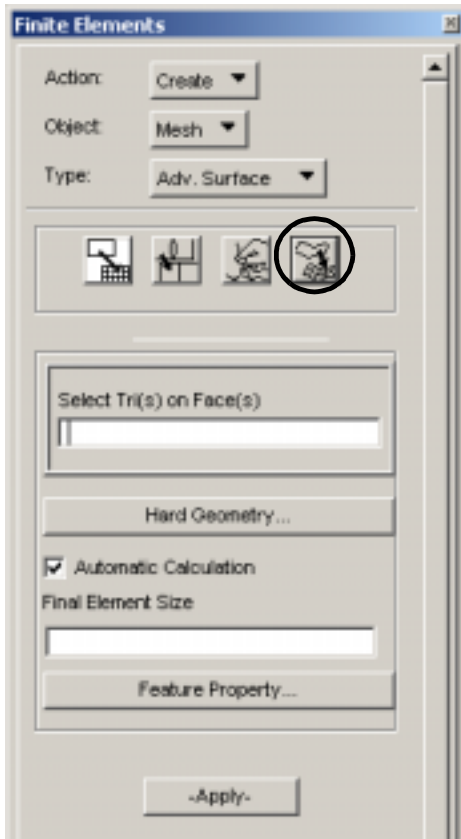 Finite Elements
Action: Create
Object: Mesh
Type: Adv. Surface
Select Tri(s) on Face(s)
Hard Geometry...
Automatic Calculation
Final Element Size
Feature Property...
-Apply-